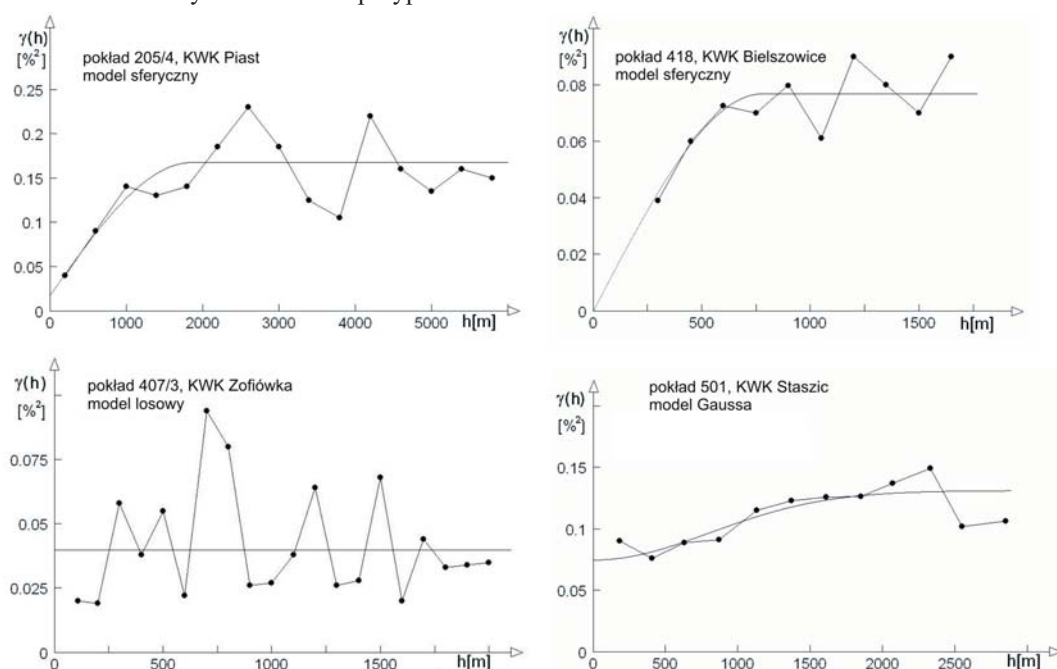 γ(h)
[%²]
pokład 205/4, KWK Piast
model sferyczny
0.25
0.2
0.15
0.1
0.05
0
0 1000 2000 3000 4000 5000 h[m]
γ(h)
[%²]
pokład 418, KWK Bielszowice
model sferyczny
0.08
0.06
0.04
0.02
0
0 500 1000 1500 h[m]
γ(h)
[%²]
pokład 407/3, KWK Zofiówka
model losowy
0.075
0.05
0.025
0
0 500 1000 1500 h[m]
γ(h)
[%²]
pokład 501, KWK Staszic
model Gaussa
0.15
0.1
0.05
0
0 500 1000 1500 2000 2500 h[m]